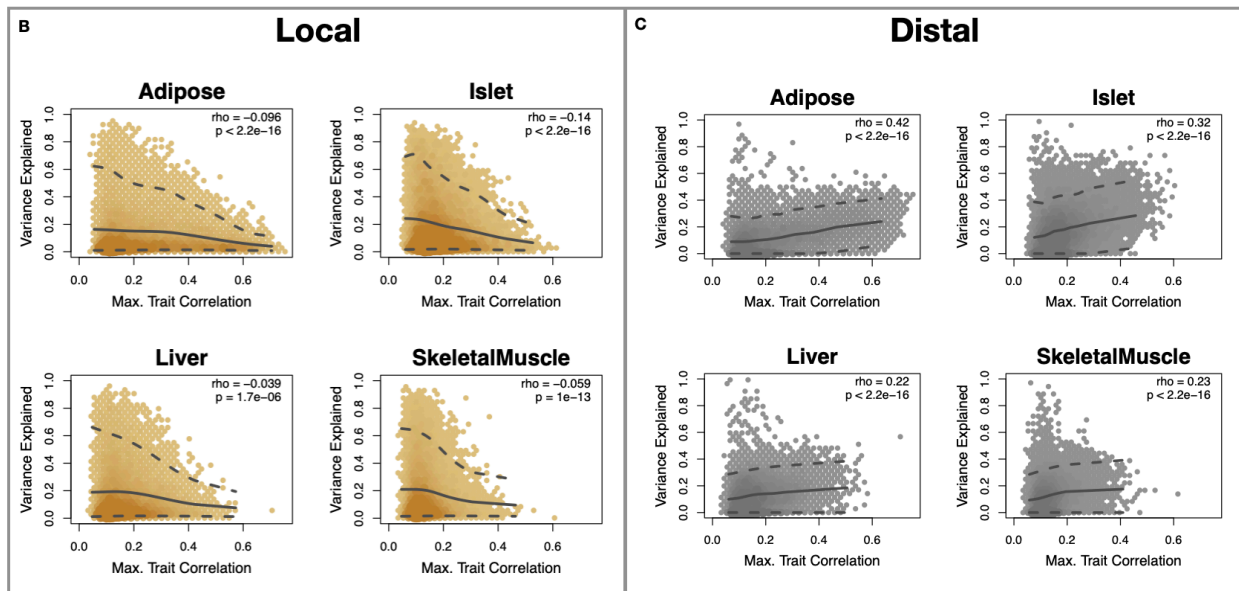 B
Local
Adipose
rho = −0.096
p < 2.2e−16
Variance Explained
0.0 0.2 0.4 0.6 0.8 1.0
0.0 0.2 0.4 0.6
Max. Trait Correlation
Islet
rho = −0.14
p < 2.2e−16
Variance Explained
0.0 0.2 0.4 0.6 0.8 1.0
0.0 0.2 0.4 0.6
Max. Trait Correlation
Liver
rho = −0.039
p = 1.7e−06
Variance Explained
0.0 0.2 0.4 0.6 0.8 1.0
0.0 0.2 0.4 0.6
Max. Trait Correlation
SkeletalMuscle
rho = −0.059
p = 1e−13
Variance Explained
0.0 0.2 0.4 0.6 0.8 1.0
0.0 0.2 0.4 0.6
Max. Trait Correlation
C
Distal
Adipose
rho = 0.42
p < 2.2e−16
Variance Explained
0.0 0.2 0.4 0.6 0.8 1.0
0.0 0.2 0.4 0.6
Max. Trait Correlation
Islet
rho = 0.32
p < 2.2e−16
Variance Explained
0.0 0.2 0.4 0.6 0.8 1.0
0.0 0.2 0.4 0.6
Max. Trait Correlation
Liver
rho = 0.22
p < 2.2e−16
Variance Explained
0.0 0.2 0.4 0.6 0.8 1.0
0.0 0.2 0.4 0.6
Max. Trait Correlation
SkeletalMuscle
rho = 0.23
p < 2.2e−16
Variance Explained
0.0 0.2 0.4 0.6 0.8 1.0
0.0 0.2 0.4 0.6
Max. Trait Correlation